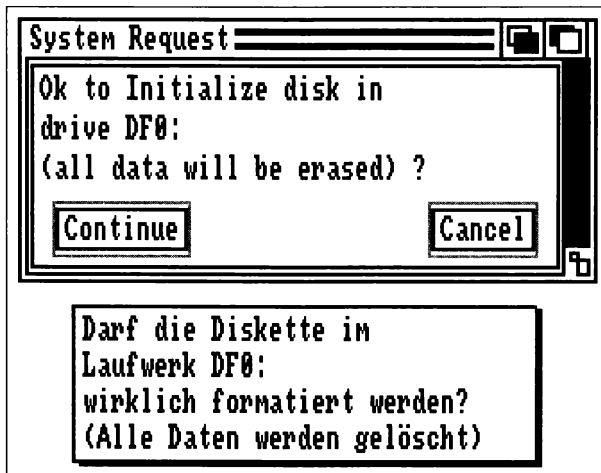 System Request
Ok to Initialize disk in
drive DF0:
(all data will be erased) ?
Continue Cancel
Darf die Diskette im
Laufwerk DF0:
wirklich formatiert werden?
(Alle Daten werden gelöscht)